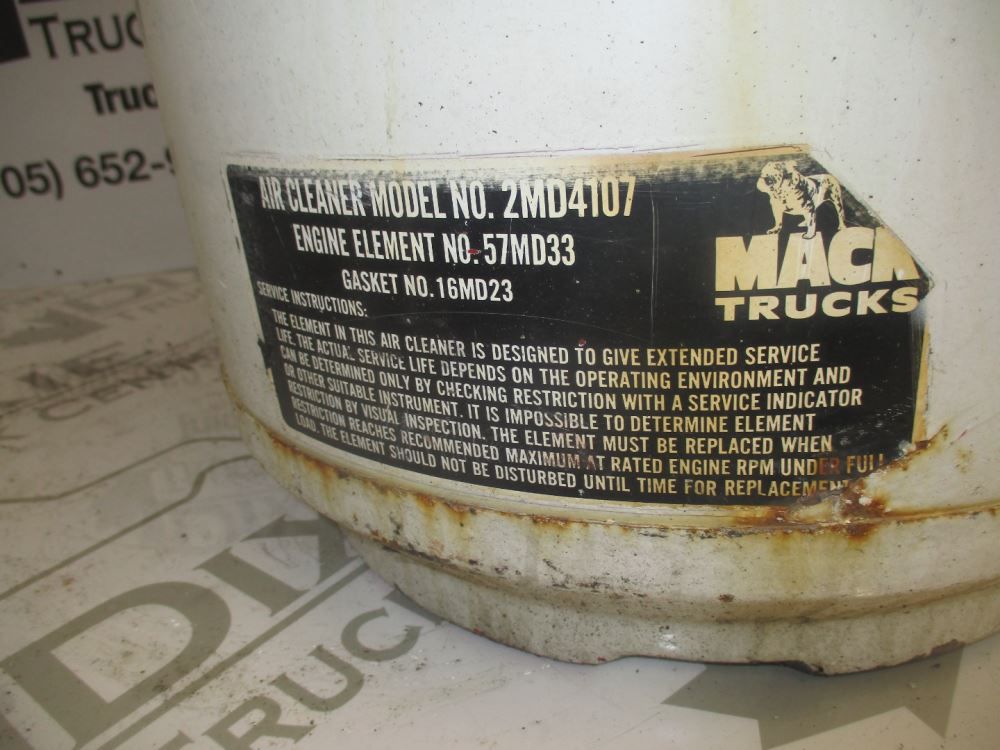 TRUC
Truc
05) 652-
AIR CLEANER MODEL NO. 2MD4107
ENGINE ELEMENT NO. 57MD33
GASKET NO. 16MD23
MACK
TRUCKS
SERVICE INSTRUCTIONS:
THE ELEMENT IN THIS AIR CLEANER IS DESIGNED TO GIVE EXTENDED SERVICE
LIFE. THE ACTUAL SERVICE LIFE DEPENDS ON THE OPERATING ENVIRONMENT AND
CAN BE DETERMINED ONLY BY CHECKING RESTRICTION WITH A SERVICE INDICATOR
OR OTHER SUITABLE INSTRUMENT. IT IS IMPOSSIBLE TO DETERMINE ELEMENT
RESTRICTION BY VISUAL INSPECTION. THE ELEMENT MUST BE REPLACED WHEN
RESTRICTION REACHES RECOMMENDED MAXIMUM AT RATED ENGINE RPM UNDER FULL
LOAD. THE ELEMENT SHOULD NOT BE DISTURBED UNTIL TIME FOR REPLACEMENT
DIX
TRUCK